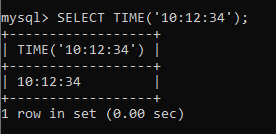 mysql> SELECT TIME('10:12:34');
+------------------+
| TIME('10:12:34') |
+------------------+
| 10:12:34         |
+------------------+
1 row in set (0.00 sec)